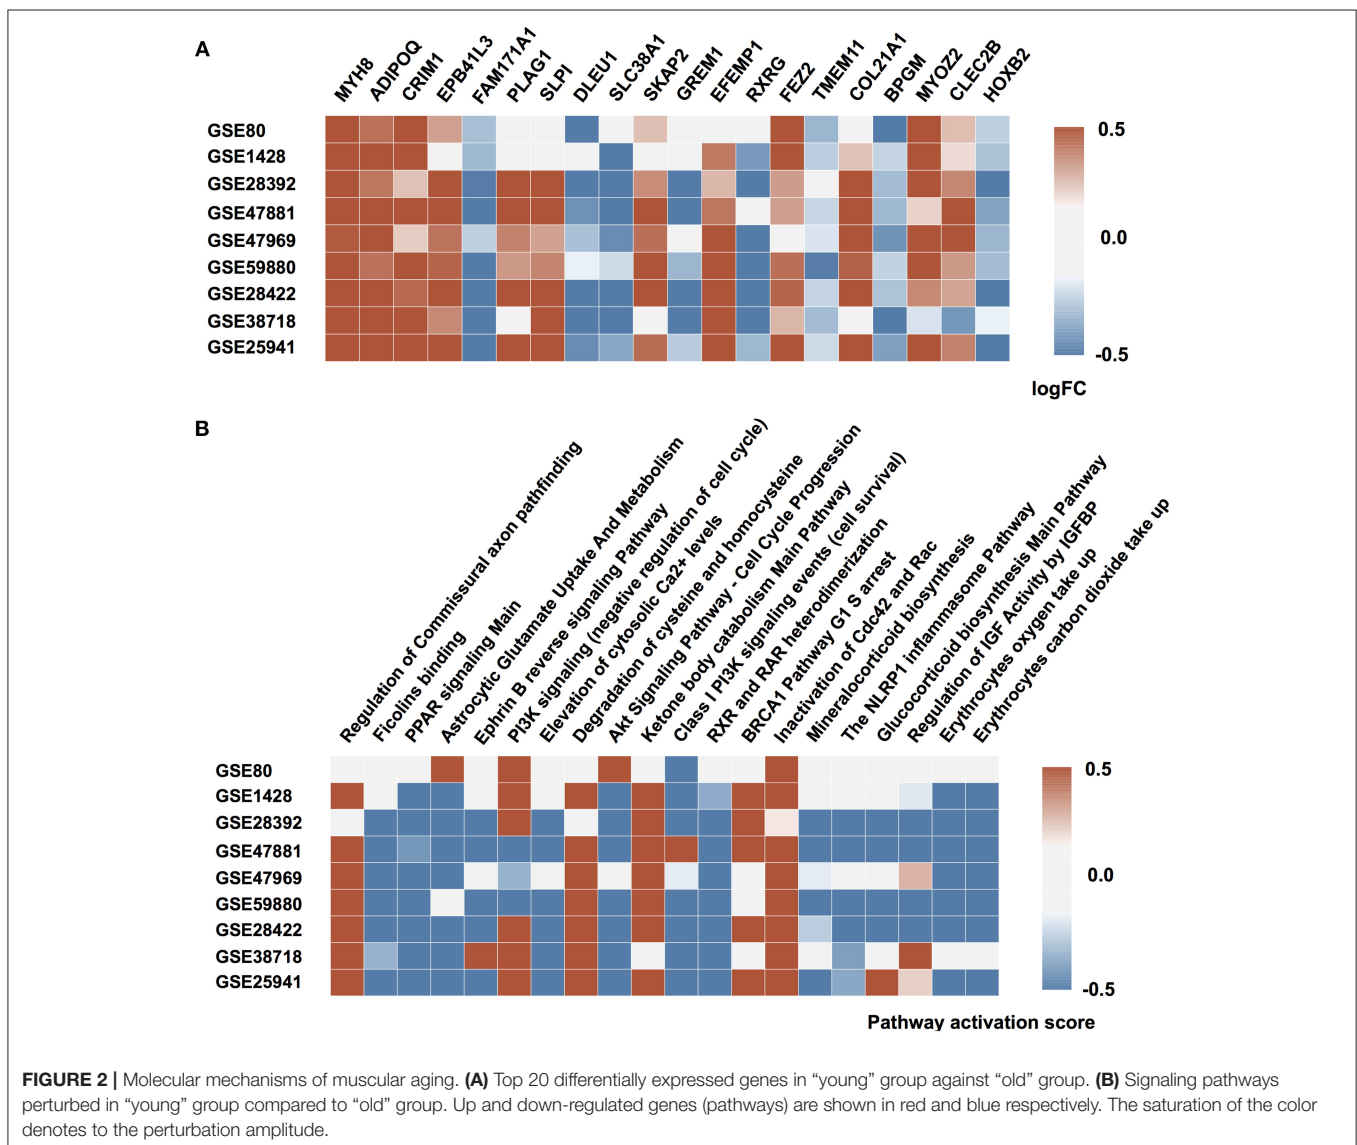 A
MYH8
ADIPOQ
CRIM1
EPB41L3
FAM171A1
PLAG1
SLPI
DLEU1
SLC38A1
SKAP2
GREM1
EFEMP1
RXRG
FEZ2
TMEM11
COL21A1
BPGM
MYOZ2
CLEC2B
HOXB2
GSE80
GSE1428
GSE28392
GSE47881
GSE47969
GSE59880
GSE28422
GSE38718
GSE25941
0.5
0.0
-0.5
logFC
B
Regulation of Commissural axon pathfinding
Ficolins binding
PPAR signaling Main
Astrocytic Glutamate Uptake And Metabolism
Ephrin B reverse signaling Pathway
PI3K signaling (negative regulation of cell cycle)
Elevation of cytosolic Ca2+ levels
Degradation of cysteine and homocysteine
Akt Signaling Pathway - Cell Cycle Progression
Ketone body catabolism Main Pathway
Class I PI3K signaling events (cell survival)
RXR and RAR heterodimerization
BRCA1 Pathway G1 S arrest
Inactivation of Cdc42 and Rac
Mineralocorticoid biosynthesis
The NLRP1 inflammasome Pathway
Glucocorticoid biosynthesis Main Pathway
Regulation of IGF Activity by IGFBP
Erythrocytes oxygen take up
Erythrocytes carbon dioxide take up
GSE80
GSE1428
GSE28392
GSE47881
GSE47969
GSE59880
GSE28422
GSE38718
GSE25941
0.5
0.0
-0.5
Pathway activation score
FIGURE 2 | Molecular mechanisms of muscular aging. (A) Top 20 differentially expressed genes in “young” group against “old” group. (B) Signaling pathways
perturbed in “young” group compared to “old” group. Up and down-regulated genes (pathways) are shown in red and blue respectively. The saturation of the color
denotes to the perturbation amplitude.